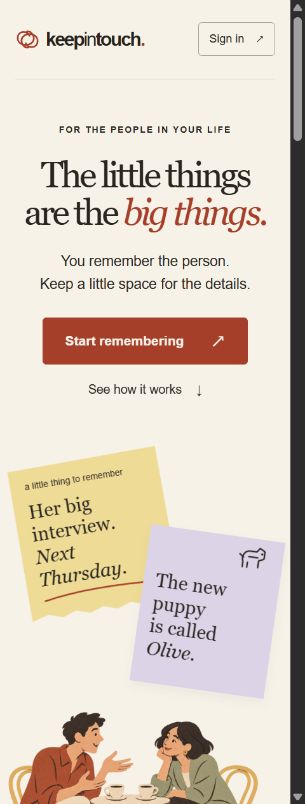 keepintouch.
Sign in ↗
FOR THE PEOPLE IN YOUR LIFE
The little things
are the big things.
You remember the person.
Keep a little space for the details.
Start remembering ↗
See how it works ↓
a little thing to remember
Her big
interview.
Next
Thursday.
The new
puppy
is called
Olive.